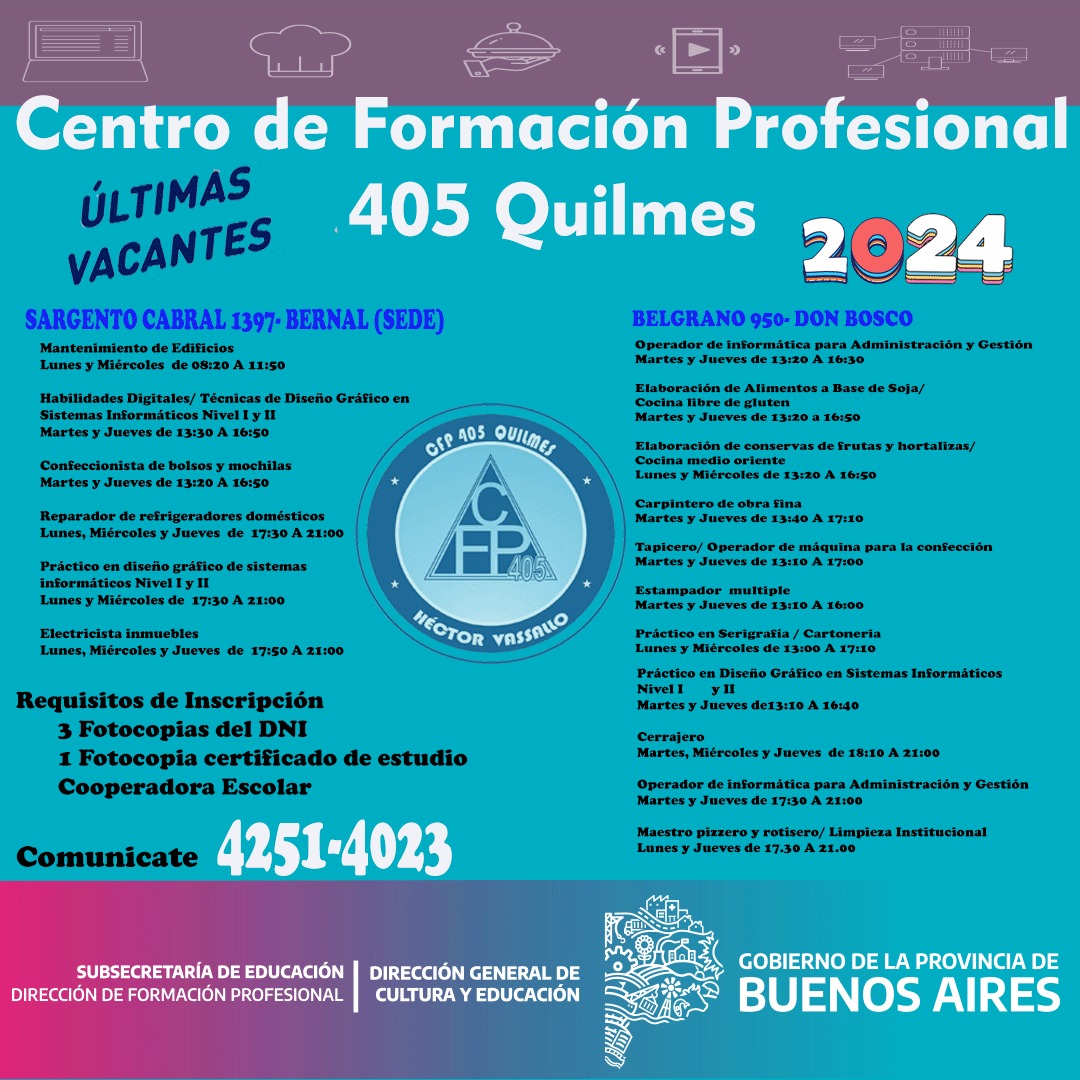 Centro de Formación Profesional
405 Quilmes
ÚLTIMAS
VACANTES
2024
SARGENTO CABRAL 1397- BERNAL (SEDE)
Mantenimiento de Edificios
Lunes y Miércoles de 08:20 A 11:50
Habilidades Digitales/ Técnicas de Diseño Gráfico en
Sistemas Informáticos Nivel I y II
Martes y Jueves de 13:30 A 16:50
Confeccionista de bolsos y mochilas
Martes y Jueves de 13:20 A 16:50
Reparador de refrigeradores domésticos
Lunes, Miércoles y Jueves de 17:30 A 21:00
Práctico en diseño gráfico de sistemas
informáticos Nivel I y II
Lunes y Miércoles de 17:30 A 21:00
Electricista inmuebles
Lunes, Miércoles y Jueves de 17:50 A 21:00
CFP 405 QUILMES
C
FP
405
HÉCTOR VASSALLO
BELGRANO 950- DON BOSCO
Operador de informática para Administración y Gestión
Martes y Jueves de 13:20 A 16:30
Elaboración de Alimentos a Base de Soja/
Cocina libre de gluten
Martes y Jueves de 13:20 a 16:50
Elaboración de conservas de frutas y hortalizas/
Cocina medio oriente
Lunes y Miércoles de 13:20 A 16:50
Carpintero de obra fina
Martes y Jueves de 13:40 A 17:10
Tapicero/ Operador de máquina para la confección
Martes y Jueves de 13:10 A 17:00
Estampador multiple
Martes y Jueves de 13:10 A 16:00
Práctico en Serigrafía / Cartoneria
Lunes y Miércoles de 13:00 A 17:10
Práctico en Diseño Gráfico en Sistemas Informáticos
Nivel I y II
Martes y Jueves de13:10 A 16:40
Cerrajero
Martes, Miércoles y Jueves de 18:10 A 21:00
Operador de informática para Administración y Gestión
Martes y Jueves de 17:30 A 21:00
Maestro pizzero y rotisero/ Limpieza Institucional
Lunes y Jueves de 17.30 A 21.00
Requisitos de Inscripción
3 Fotocopias del DNI
1 Fotocopia certificado de estudio
Cooperadora Escolar
Comunicate 4251-4023
SUBSECRETARÍA DE EDUCACIÓN
DIRECCIÓN DE FORMACIÓN PROFESIONAL
DIRECCIÓN GENERAL DE
CULTURA Y EDUCACIÓN
GOBIERNO DE LA PROVINCIA DE
BUENOS AIRES